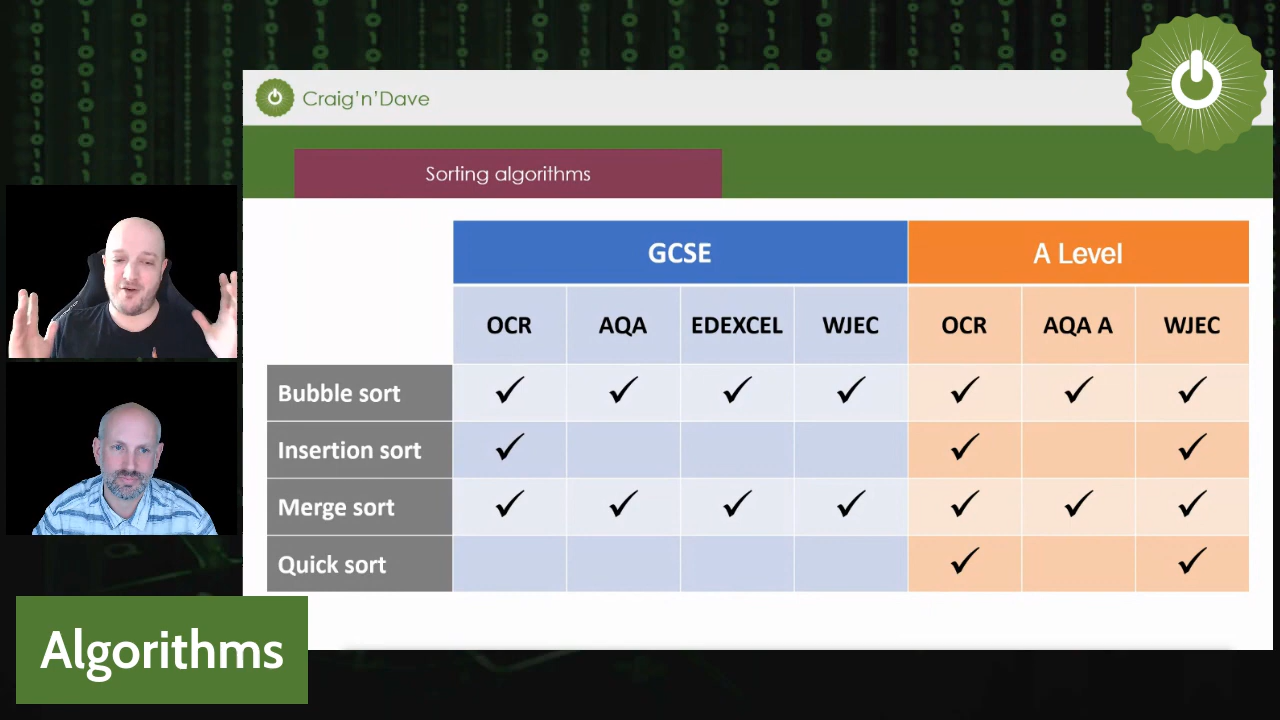 Craig'n'Dave
Sorting algorithms
GCSE A Level
OCR AQA EDEXCEL WJEC OCR AQA A WJEC
Bubble sort ✓ ✓ ✓ ✓ ✓ ✓ ✓
Insertion sort ✓ ✓ ✓
Merge sort ✓ ✓ ✓ ✓ ✓ ✓ ✓
Quick sort ✓ ✓
Algorithms